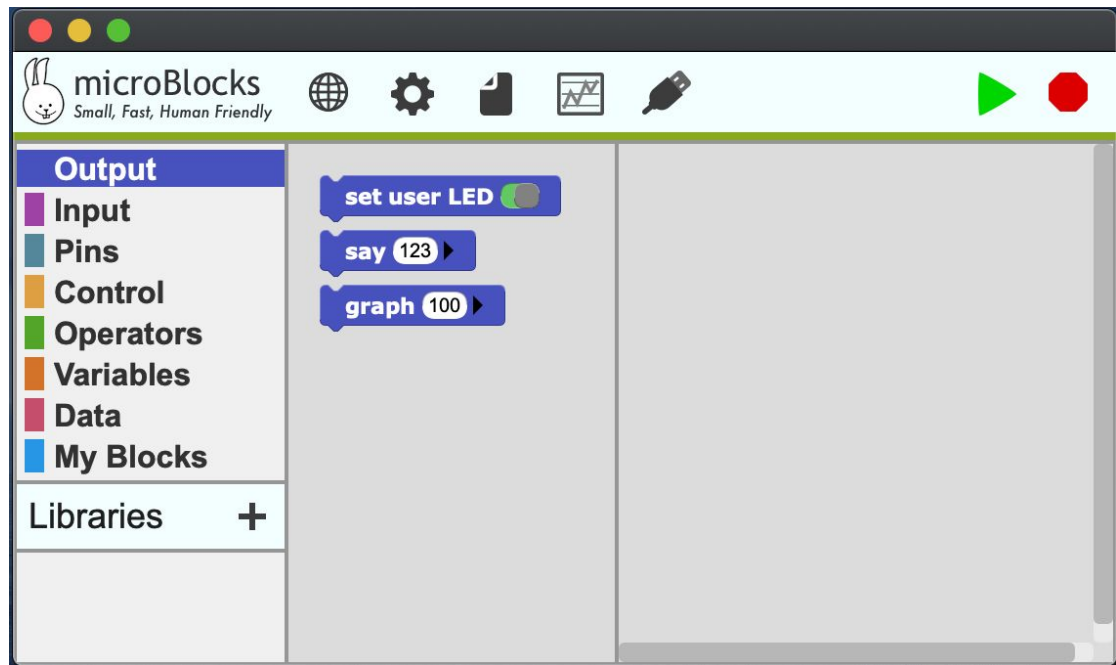 microBlocks
Small, Fast, Human Friendly
Output
Input
Pins
Control
Operators
Variables
Data
My Blocks
Libraries +
set user LED
say 123
graph 100